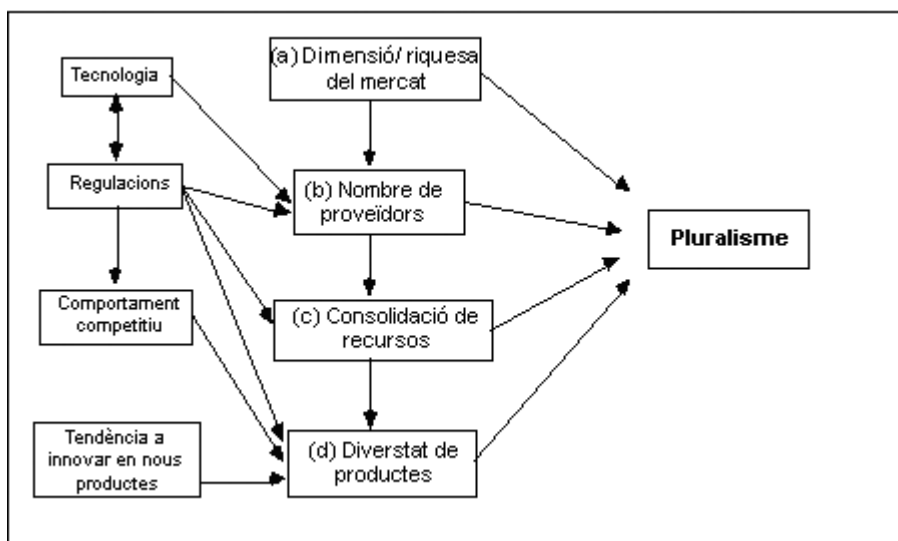 (a) Dimensió/ riquesa
del mercat
Tecnologia
Regulacions
(b) Nombre de
proveïdors
Pluralisme
Comportament
competitiu
(c) Consolidació de
recursos
Tendència a
innovar en nous
productes
(d) Diverstat de
productes